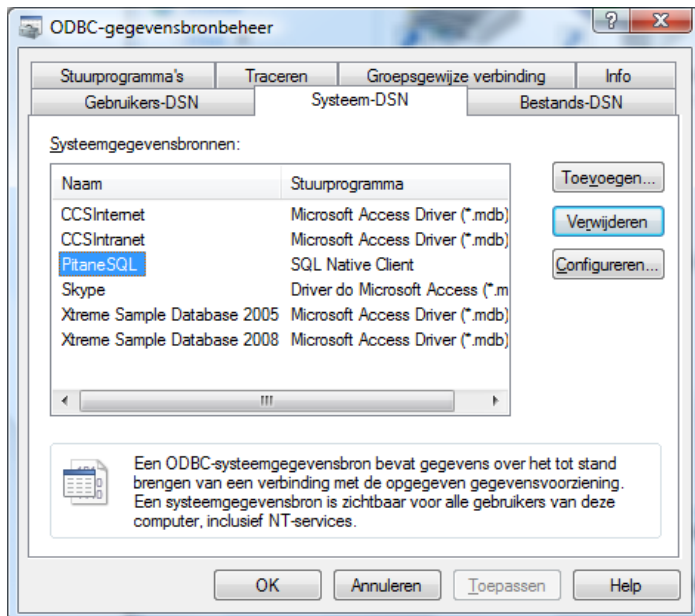 ODBC-gegevensbronbeheer
Stuurprogramma's Traceren Groepsgewijze verbinding Info
Gebruikers-DSN Systeem-DSN Bestands-DSN
Systeemgegevensbronnen:
Naam Stuurprogramma
CCSInternet Microsoft Access Driver (*.mdb)
CCSIntranet Microsoft Access Driver (*.mdb)
PitaneSQL SQL Native Client
Skype Driver do Microsoft Access (*.m
Xtreme Sample Database 2005 Microsoft Access Driver (*.mdb)
Xtreme Sample Database 2008 Microsoft Access Driver (*.mdb)
Toevoegen...
Verwijderen
Configureren...
Een ODBC-systeemgegevensbron bevat gegevens over het tot stand
brengen van een verbinding met de opgegeven gegevensvoorziening.
Een systeemgegevensbron is zichtbaar voor alle gebruikers van deze
computer, inclusief NT-services.
OK Annuleren Toepassen Help